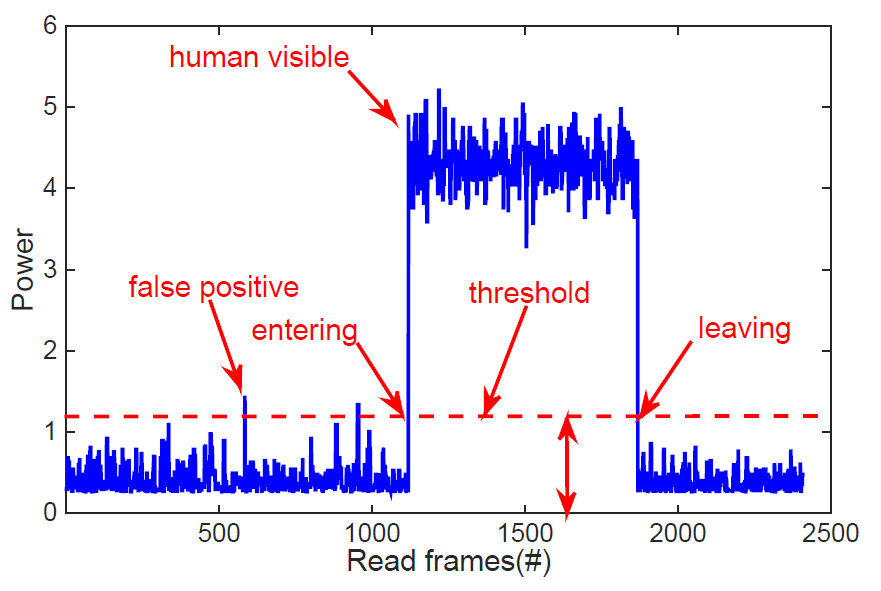 6
human visible
5
4
3
false positive
threshold
entering
leaving
2
1
0
Power
500
1000
1500
2000
2500
Read frames(#)